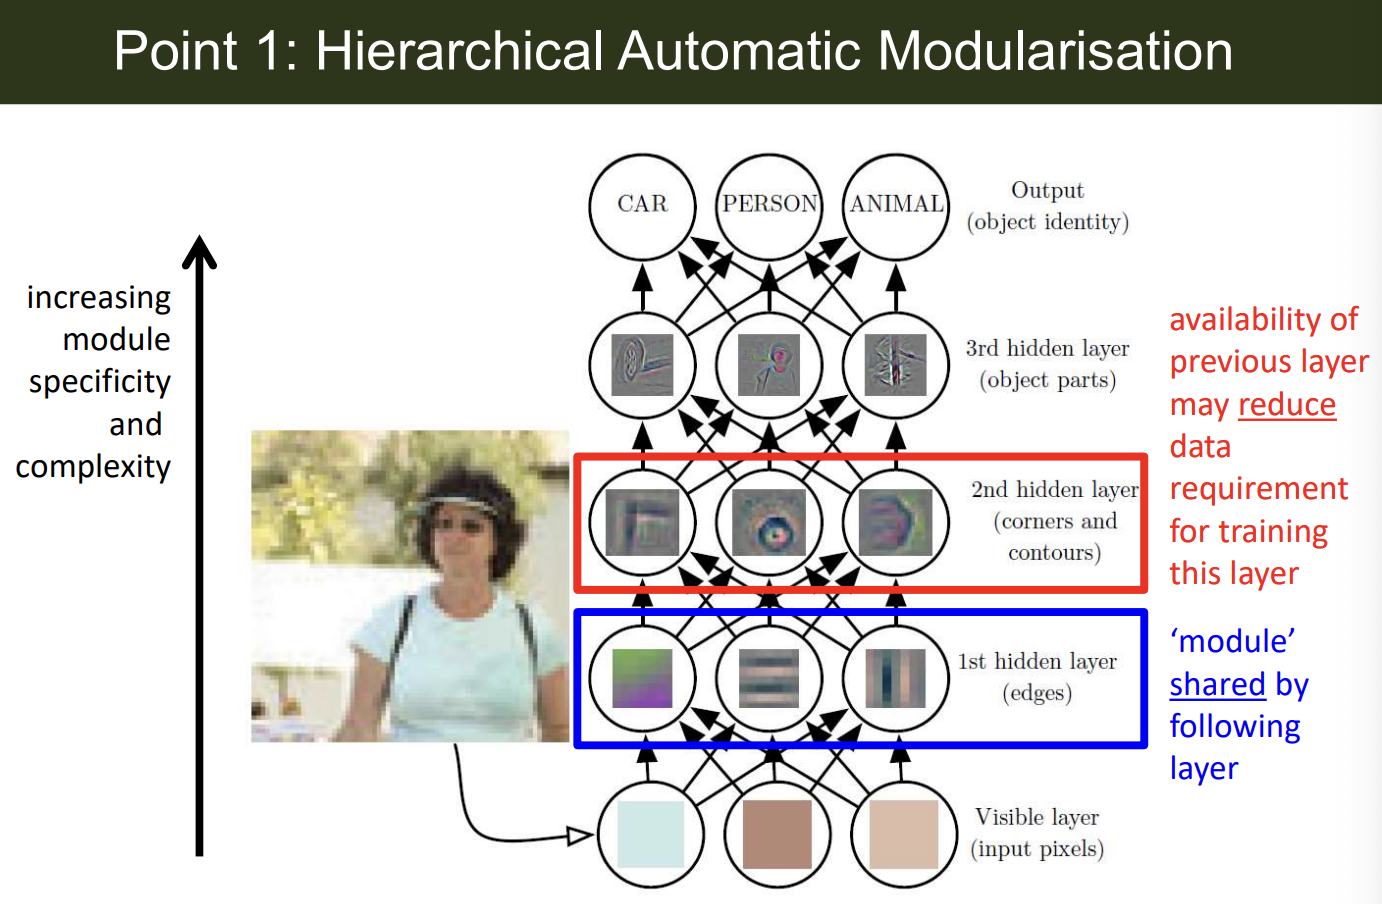 Point 1: Hierarchical Automatic Modularisation
CAR
PERSON
ANIMAL
Output
(object identity)
increasing
module
specificity
and
complexity
3rd hidden layer
(object parts)
availability of
previous layer
may reduce
data
requirement
for training
this layer
2nd hidden layer
(corners and
contours)
1st hidden layer
(edges)
‘module’
shared by
following
layer
Visible layer
(input pixels)